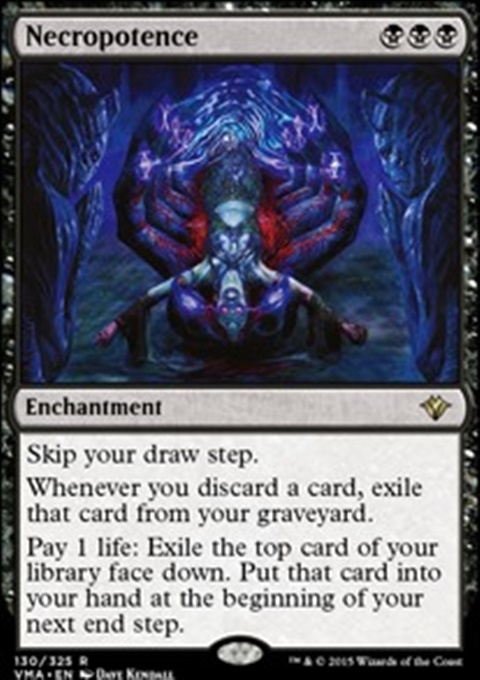 Necropotence
Enchantment
Skip your draw step.
Whenever you discard a card, exile
that card from your graveyard.
Pay 1 life: Exile the top card of your
library face down. Put that card into
your hand at the beginning of your
next end step.
130/325 R
VMA • EN Dave Kendall
™ & © 2015 Wizards of the Coast